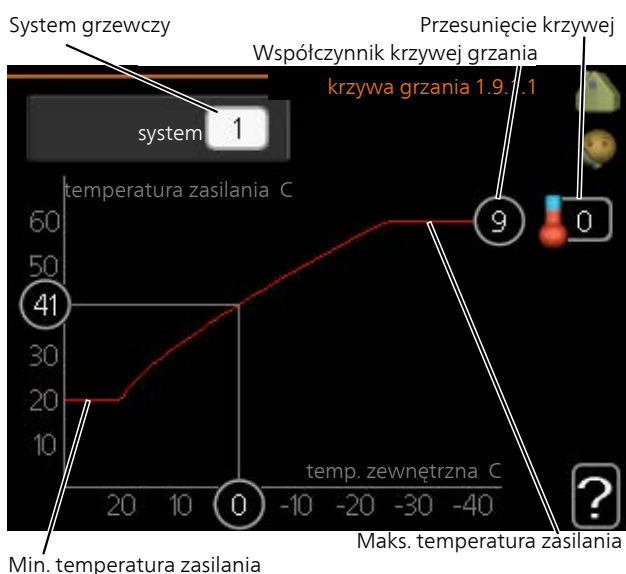 System grzewczy
Przesunięcie krzywej
Współczynnik krzywej grzania
krzywa grzania 1.9.1.1
system 1
temperatura zasilania C
60
9
0
50
41
30
20
10
temp. zewnętrzna C
20 10 0 -10 -20 -30 -40
?
Maks. temperatura zasilania
Min. temperatura zasilania